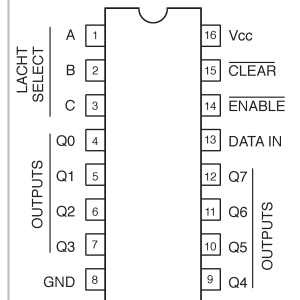 LACHT SELECT
A 1
B 2
C 3
OUTPUTS
Q0 4
Q1 5
Q2 6
Q3 7
GND 8
16 Vcc
15 CLEAR
14 ENABLE
13 DATA IN
12 Q7
11 Q6
10 Q5
9 Q4
OUTPUTS